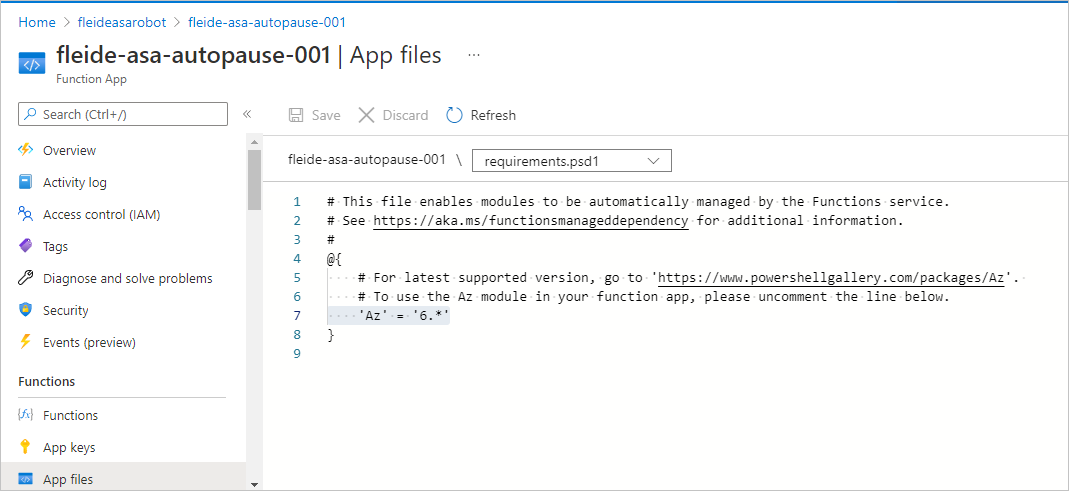 Home > fleideasarobot > fleide-asa-autopause-001
fleide-asa-autopause-001 | App files ...
Function App
Search (Ctrl+/)
«
Overview
Activity log
Access control (IAM)
Tags
Diagnose and solve problems
Security
Events (preview)
Functions
Functions
App keys
App files
Save Discard Refresh
fleide-asa-autopause-001 \ requirements.psd1
1 # This file enables modules to be automatically managed by the Functions service.
2 # See https://aka.ms/functionsmanageddependency for additional information.
3 #
4 @{
5 # For latest supported version, go to 'https://www.powershellgallery.com/packages/Az'.
6 # To use the Az module in your function app, please uncomment the line below.
7 'Az' = '6.*'
8 }
9